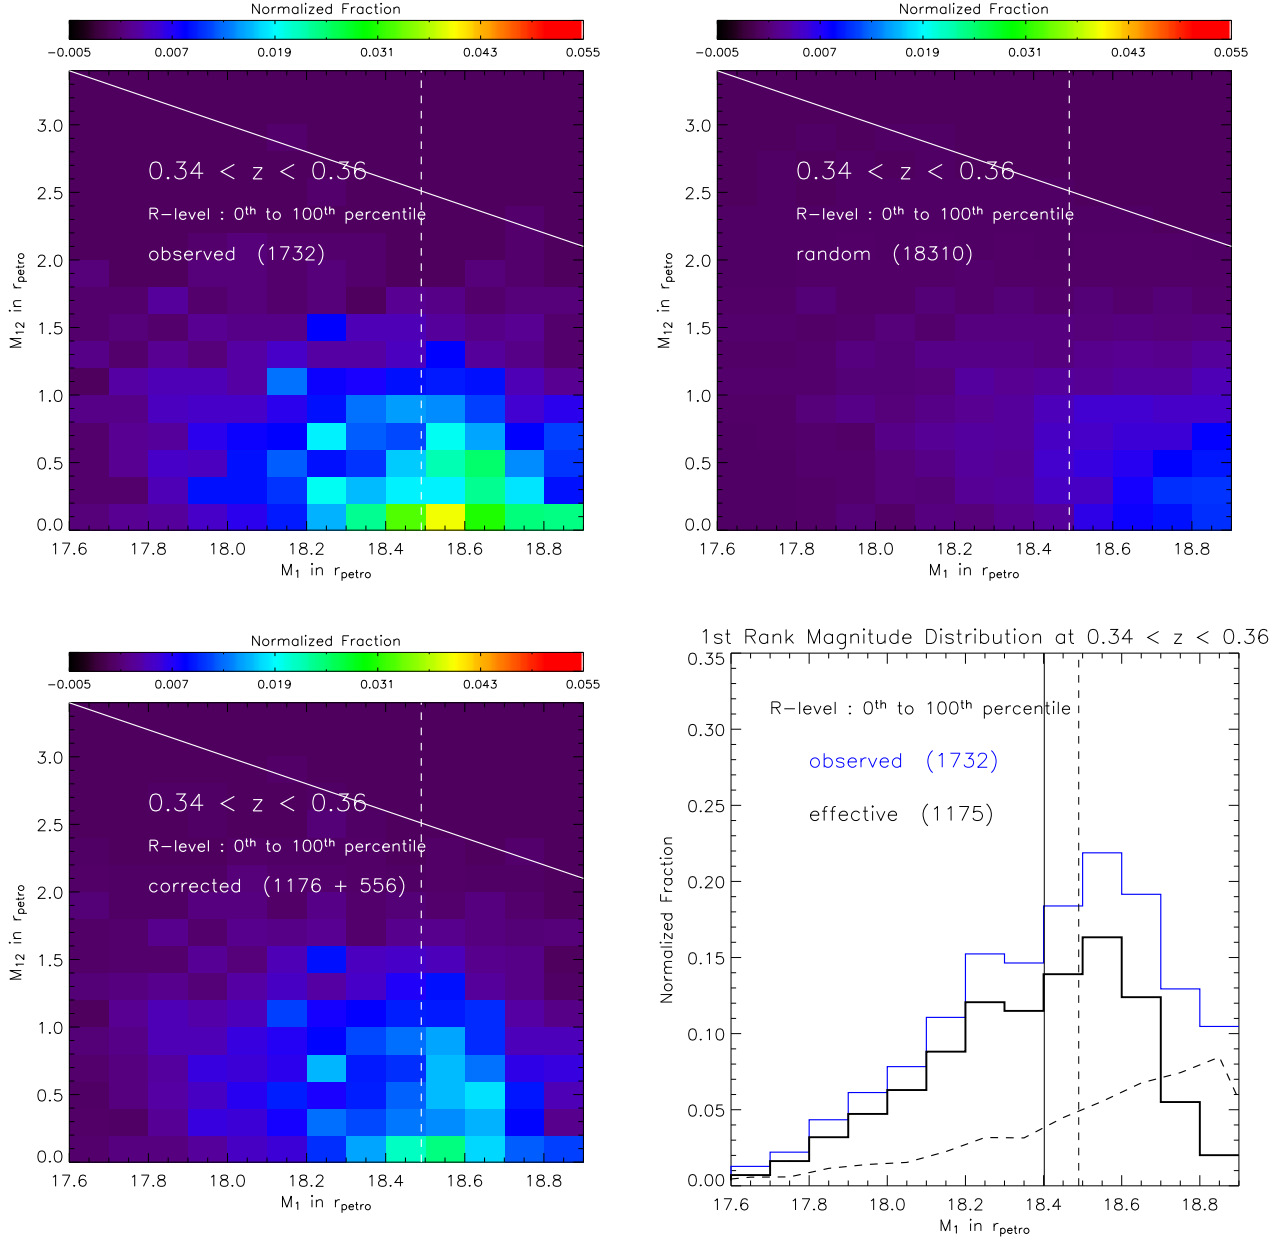 Normalized Fraction
−0.005 0.007 0.019 0.031 0.043 0.055
3.0
2.5
2.0
1.5
1.0
0.5
0.0
M12 in rpetro
0.34 < z < 0.36
R−level : 0th to 100th percentile
observed (1732)
17.6 17.8 18.0 18.2 18.4 18.6 18.8
M1 in rpetro
Normalized Fraction
−0.005 0.007 0.019 0.031 0.043 0.055
3.0
2.5
2.0
1.5
1.0
0.5
0.0
M12 in rpetro
0.34 < z < 0.36
R−level : 0th to 100th percentile
random (18310)
17.6 17.8 18.0 18.2 18.4 18.6 18.8
M1 in rpetro
Normalized Fraction
−0.005 0.007 0.019 0.031 0.043 0.055
3.0
2.5
2.0
1.5
1.0
0.5
0.0
M12 in rpetro
0.34 < z < 0.36
R−level : 0th to 100th percentile
corrected (1176 + 556)
17.6 17.8 18.0 18.2 18.4 18.6 18.8
M1 in rpetro
1st Rank Magnitude Distribution at 0.34 < z < 0.36
0.35
0.30
0.25
0.20
0.15
0.10
0.05
0.00
Normalized Fraction
R−level : 0th to 100th percentile
observed (1732)
effective (1175)
17.6 17.8 18.0 18.2 18.4 18.6 18.8
M1 in rpetro